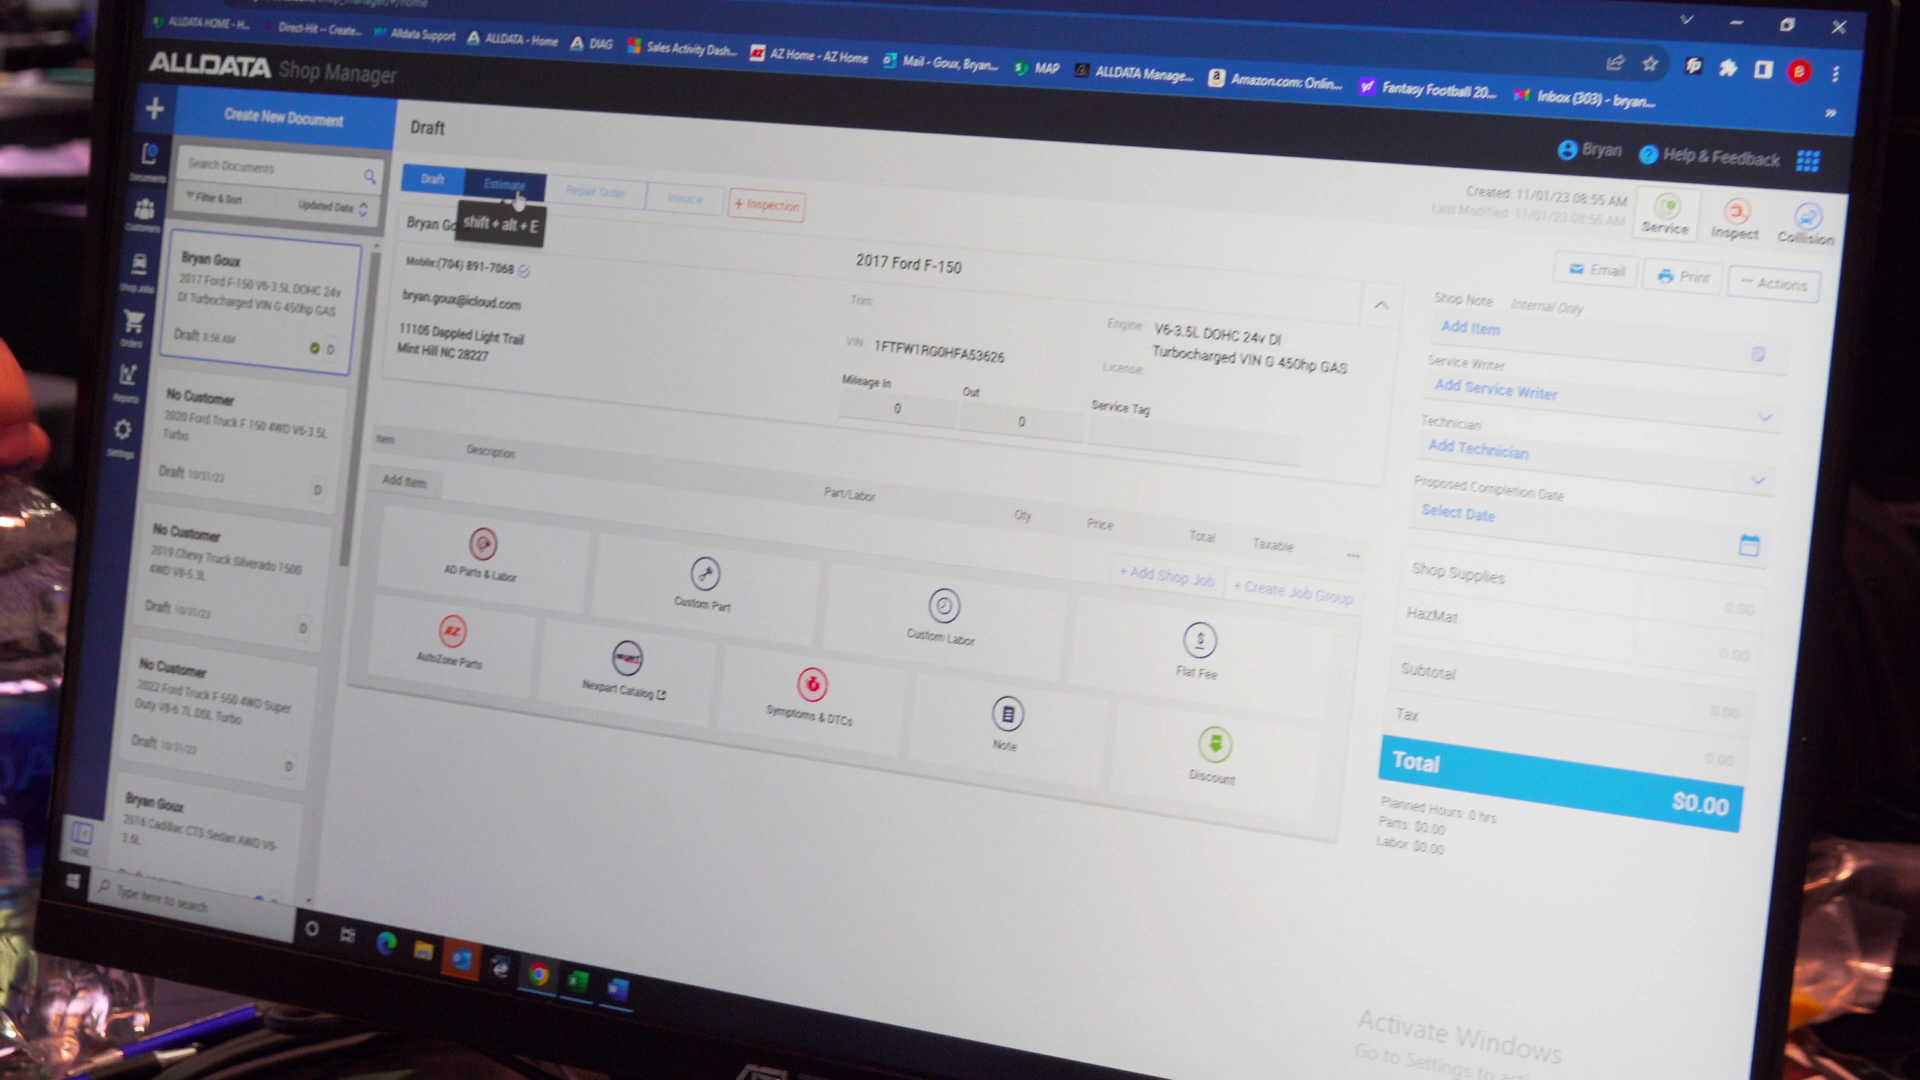 ALLDATA HOME - H...
Direct-Hit -- Create...
Alldata Support
ALLDATA - Home
DIAG
Sales Activity Dash...
AZ Home - AZ Home
Mail - Goux, Bryan...
MAP
ALLDATA Manage...
Amazon.com: Onlin...
Fantasy Football 20...
Inbox (303) - bryan...
ALLDATA Shop Manager
Bryan
Help & Feedback
Create New Document
Search Documents
Filter & Sort
Updated Date
Documents
Customers
Shop Jobs
Orders
Reports
Settings
HIDE
Bryan Goux
2017 Ford F-150 V6-3.5L DOHC 24v
DI Turbocharged VIN G 450hp GAS
Draft 8:56 AM
D
No Customer
2020 Ford Truck F 150 4WD V6-3.5L
Turbo
Draft 10/31/23
D
No Customer
2019 Chevy Truck Silverado 1500
4WD V8-5.3L
Draft 10/31/23
D
No Customer
2022 Ford Truck F 550 4WD Super
Duty V8-6.7L DSL Turbo
Draft 10/31/23
D
Bryan Goux
2016 Cadillac CTS Sedan AWD V6-
3.6L
Draft
Draft
Estimate
Repair Order
Invoice
+ Inspection
shift + alt + E
Created: 11/01/23 08:55 AM
Last Modified: 11/01/23 08:56 AM
Service
Inspect
Collision
Email
Print
Actions
Bryan Go
Mobile:(704) 891-7068
bryan.goux@icloud.com
11105 Dappled Light Trail
Mint Hill NC 28227
2017 Ford F-150
Trim
VIN 1FTFW1RG0HFA53626
Engine V6-3.5L DOHC 24v DI
Turbocharged VIN G 450hp GAS
License
Mileage In
0
Out
0
Service Tag
Item
Description
Part/Labor
Qty
Price
Total
Taxable
...
Add Item
+ Add Shop Job
+ Create Job Group
AD Parts & Labor
Custom Part
Custom Labor
Flat Fee
AZ
AutoZone Parts
Nexpart Catalog
Symptoms & DTCs
Note
Discount
Shop Note Internal Only
Add Item
Service Writer
Add Service Writer
Technician
Add Technician
Proposed Completion Date
Select Date
Shop Supplies
0.00
HazMat
0.00
Subtotal
0.00
Tax
0.00
Total
$0.00
Planned Hours: 0 hrs
Parts: $0.00
Labor: $0.00
Type here to search
Activate Windows
Go to Settings to